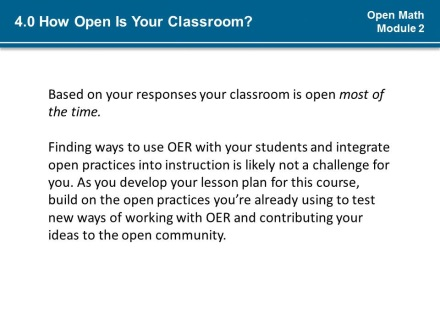 4.0 How Open Is Your Classroom?
Open Math
Module 2
Based on your responses your classroom is open most of
the time.
Finding ways to use OER with your students and integrate
open practices into instruction is likely not a challenge for
you. As you develop your lesson plan for this course,
build on the open practices you’re already using to test
new ways of working with OER and contributing your
ideas to the open community.